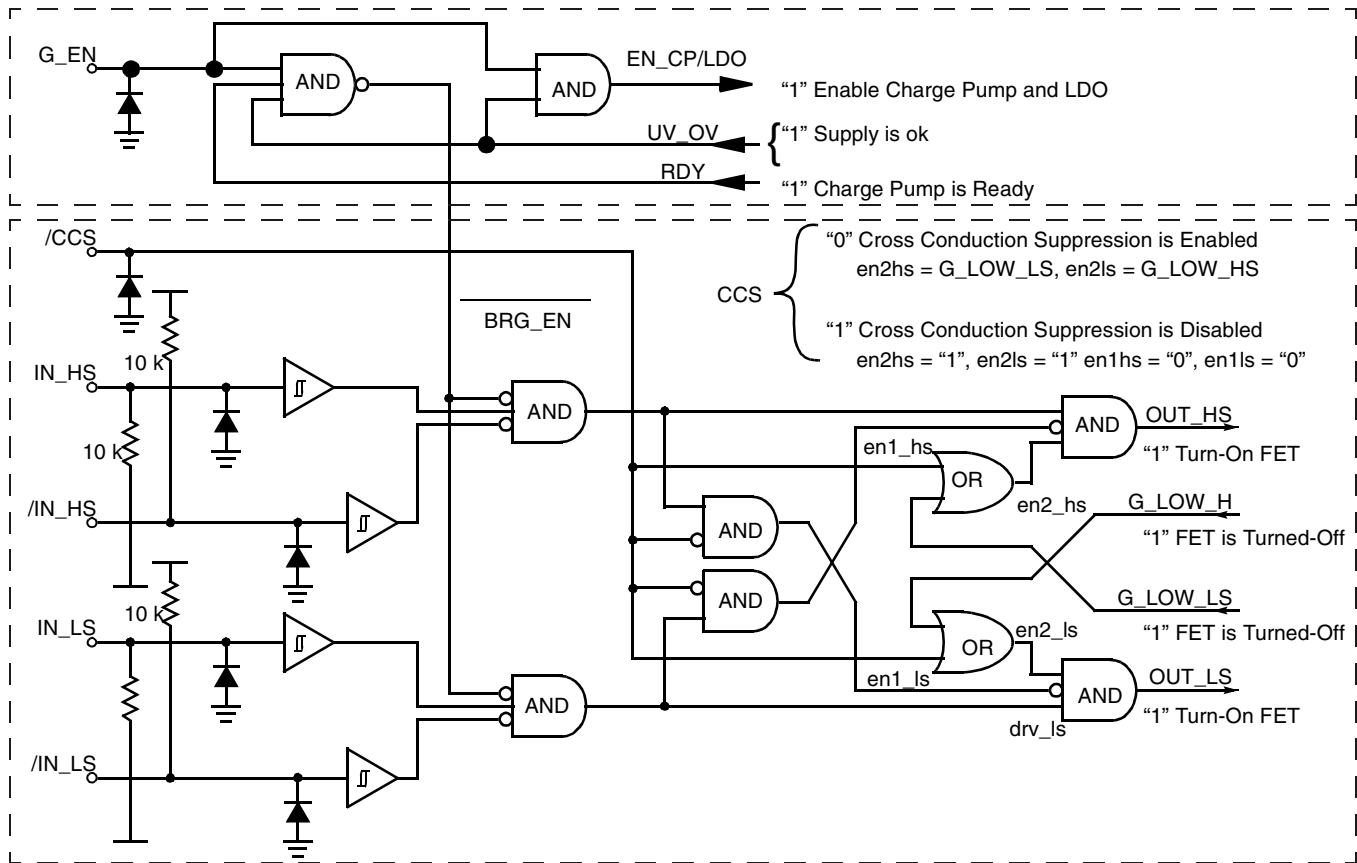 G_EN
AND
AND
EN_CP/LDO
“1” Enable Charge Pump and LDO
UV_OV
“1” Supply is ok
RDY
“1” Charge Pump is Ready
/CCS
“0” Cross Conduction Suppression is Enabled
en2hs = G_LOW_LS, en2ls = G_LOW_HS
CCS
“1” Cross Conduction Suppression is Disabled
en2hs = “1”, en2ls = “1” en1hs = “0”, en1ls = “0”
BRG_EN
10 k
IN_HS
AND
AND
OUT_HS
“1” Turn-On FET
10 k
en1_hs
OR
en2_hs
/IN_HS
AND
G_LOW_H
“1” FET is Turned-Off
10 k
AND
G_LOW_LS
“1” FET is Turned-Off
IN_LS
OR
en2_ls
en1_ls
AND
AND
OUT_LS
“1” Turn-On FET
drv_ls
/IN_LS